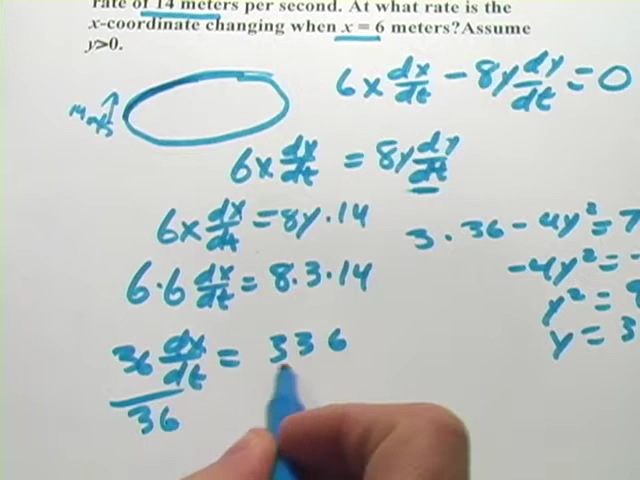 rate of 14 meters per second. At what rate is the
x-coordinate changing when x = 6 meters? Assume
y>0.
6x dx/dt - 8y dy/dt = 0
6x dx/dt = 8y dy/dt
6x dx/dt = 8y · 14
3 · 36 - 4y² = 7
6 · 6 dx/dt = 8 · 3 · 14
-4y² = -
y² =
36 dx/dt = 336
y = 3
36